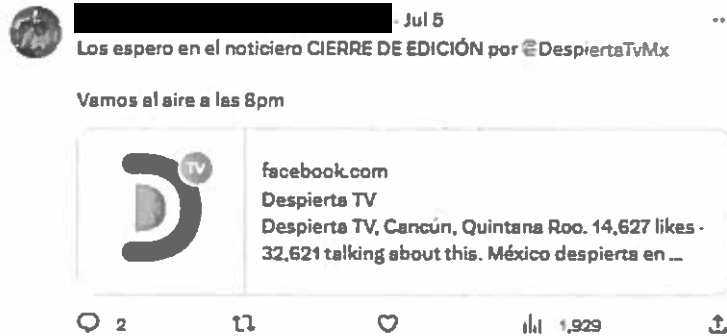 - Jul 5
Los espero en el noticiero CIERRE DE EDICIÓN por @DespiertaTvMx
Vamos al aire a las 8pm
TV
facebook.com
Despierta TV
Despierta TV, Cancún, Quintana Roo. 14,627 likes ·
32,621 talking about this. México despierta en ...
2
1,929